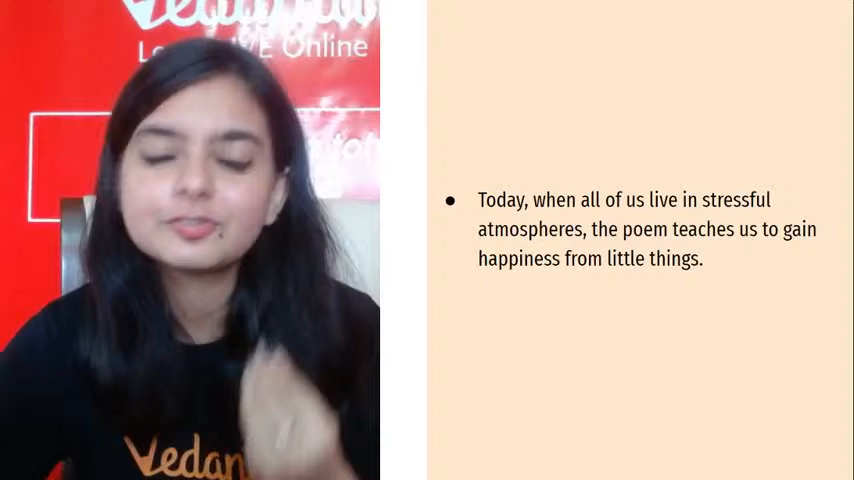 Online
● Today, when all of us live in stressful
atmospheres, the poem teaches us to gain
happiness from little things.
Vedan